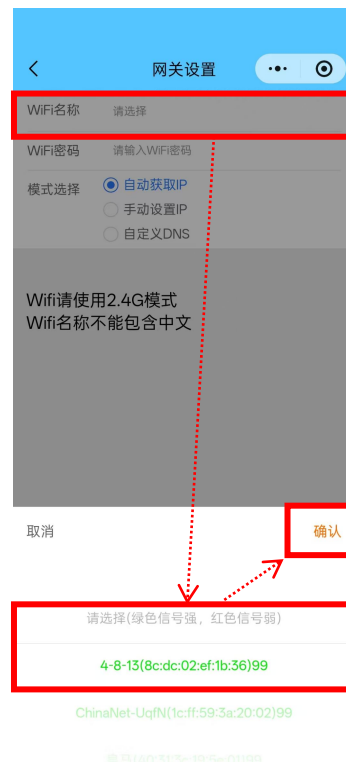 网关设置
WiFi名称 请选择
WiFi密码 请输入WiFi密码
模式选择 自动获取IP
手动设置IP
自定义DNS
Wifi请使用2.4G模式
Wifi名称不能包含中文
取消 确认
请选择(绿色信号强，红色信号弱)
4-8-13(8c:dc:02:ef:1b:36)99
ChinaNet-UqfN(1c:ff:59:3a:20:02)99